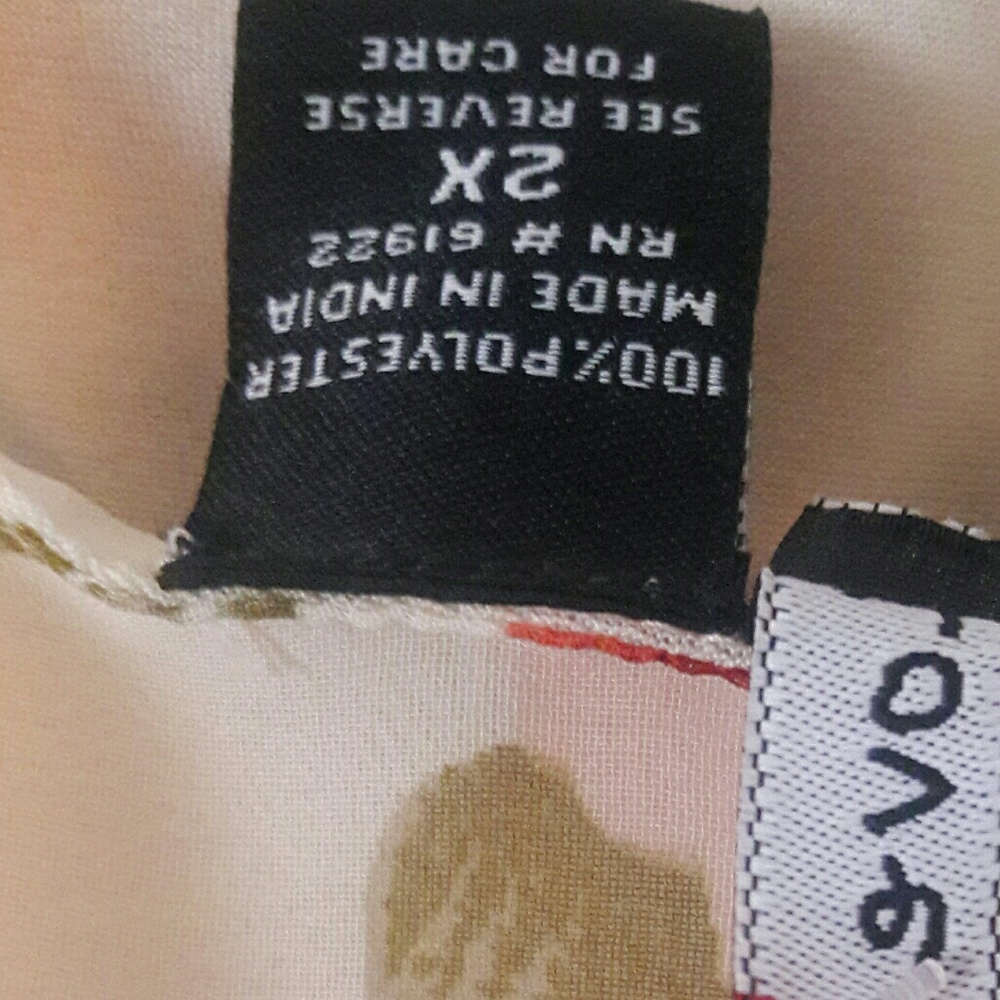 100% POLYESTER
MADE IN INDIA
RN # 61922
2X
SEE REVERSE
FOR CARE